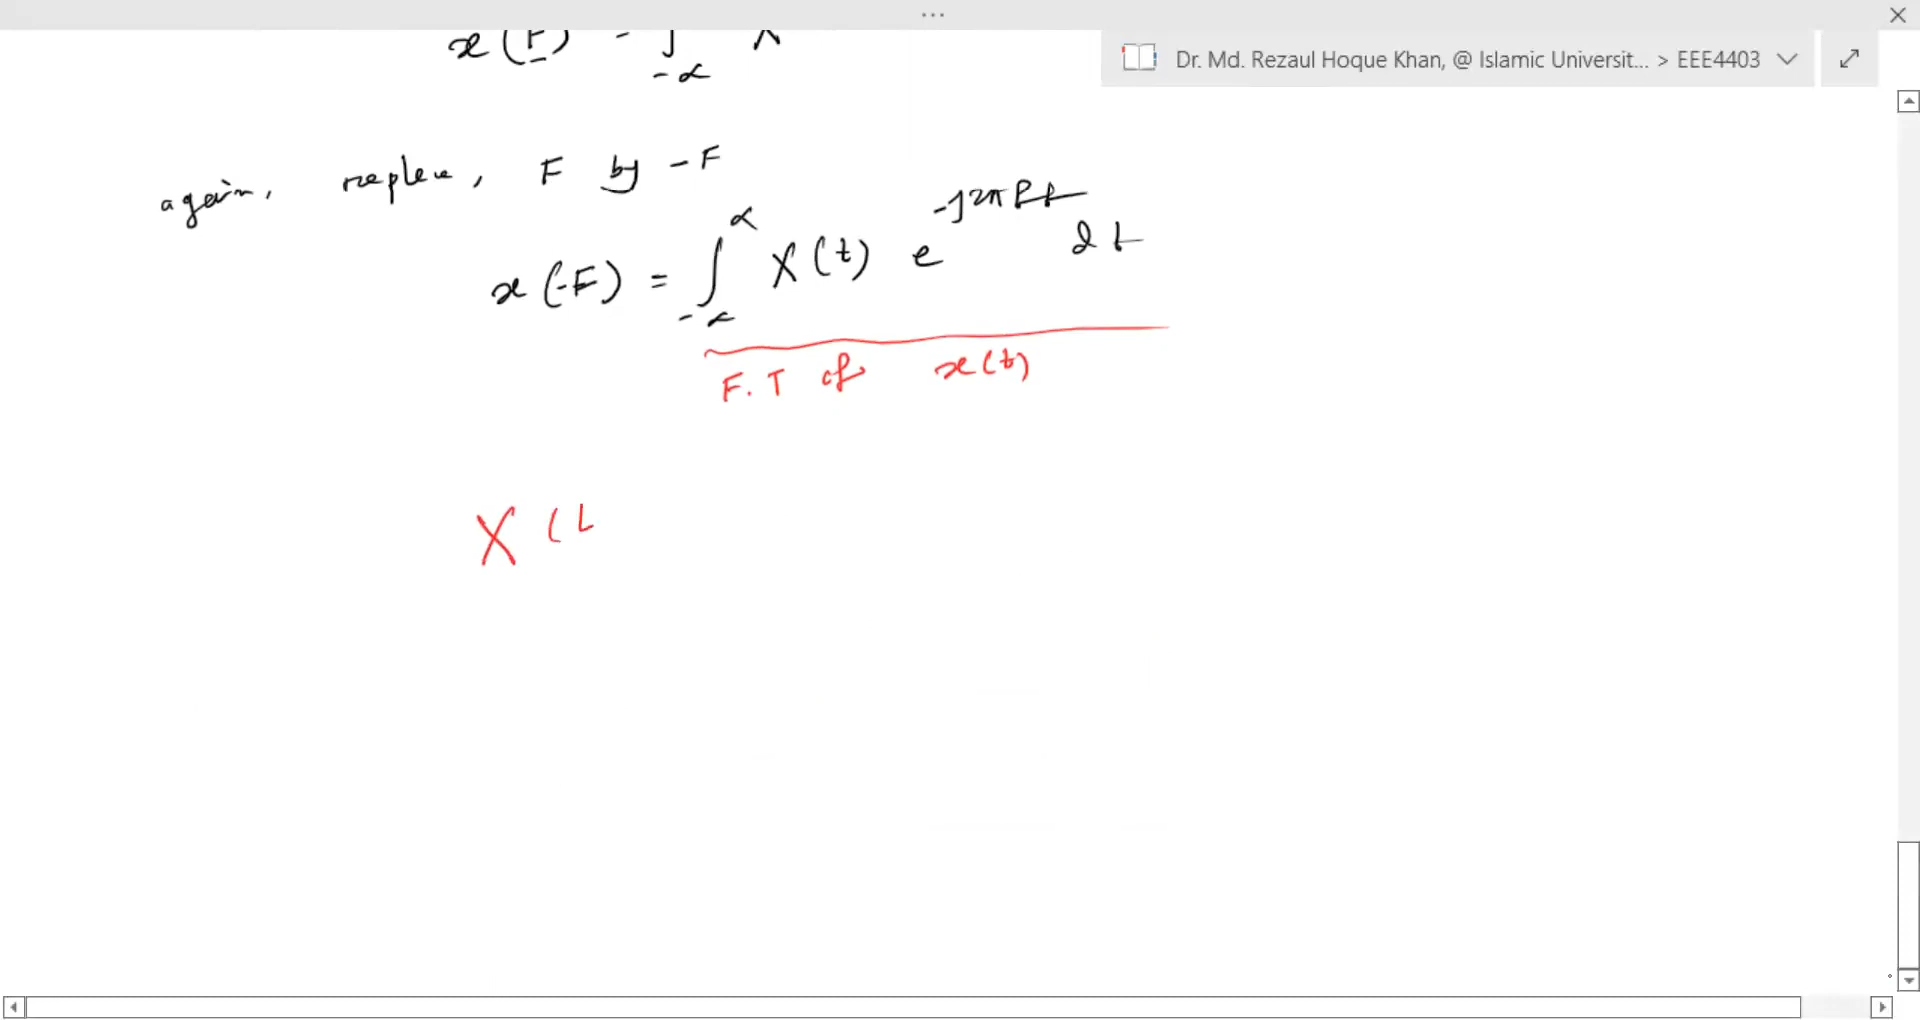 ...
x(F) -
-∝
Dr. Md. Rezaul Hoque Khan, @ Islamic Universit... > EEE4403
again, replace, F by -F
x(-F) = ∫_{-∝}^{∝} X(t) e^{-j2πFt} dt
F.T of x(t)
X (t